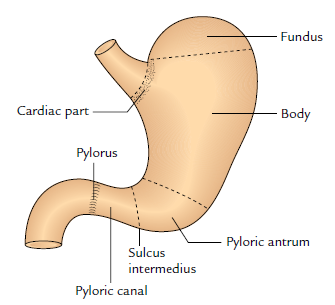 Fundus
Cardiac part
Body
Pylorus
Pyloric antrum
Sulcus
intermedius
Pyloric canal